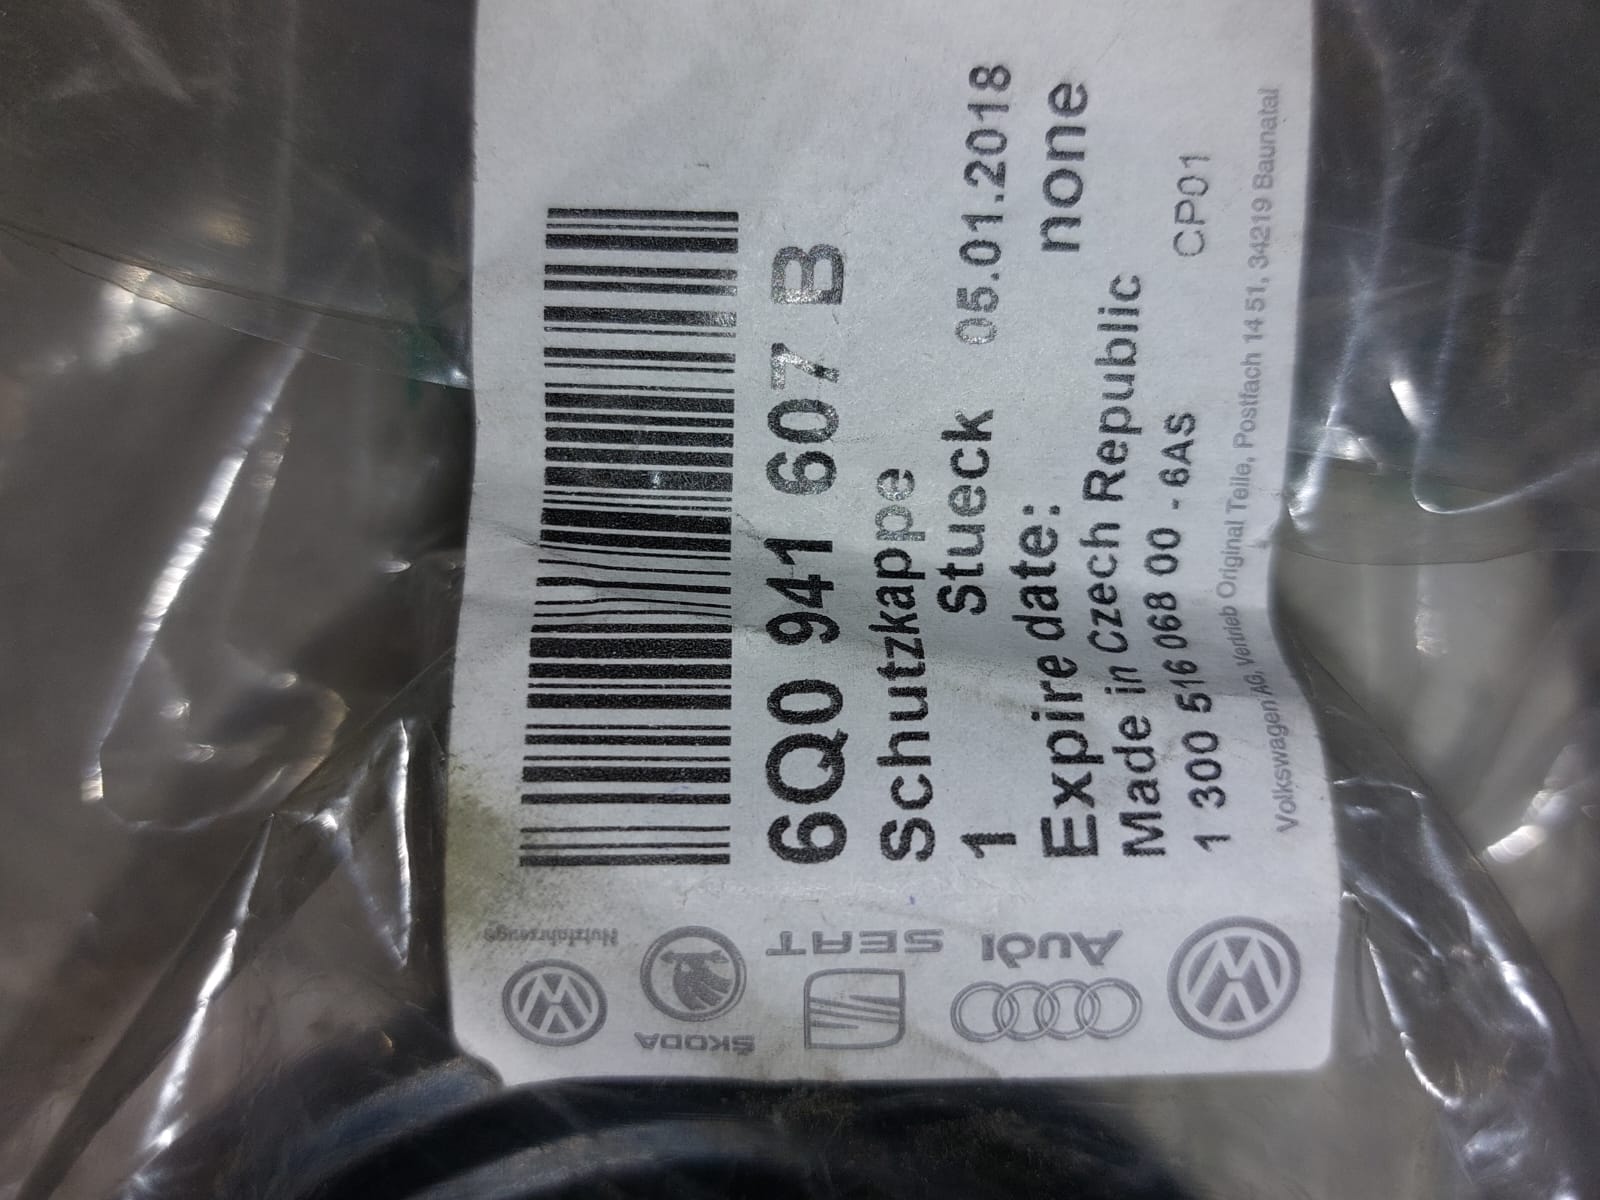 6Q0 941 607 B
Schutzkappe
1 Stueck 05.01.2018
Expire date: none
Made in Czech Republic
1 300 516 068 00 - 6AS CP01
Volkswagen AG, Vertrieb Original Teile, Postfach 14 51, 34219 Baunatal
Nutzfahrzeuge
ŠKODA
SEAT
Audi